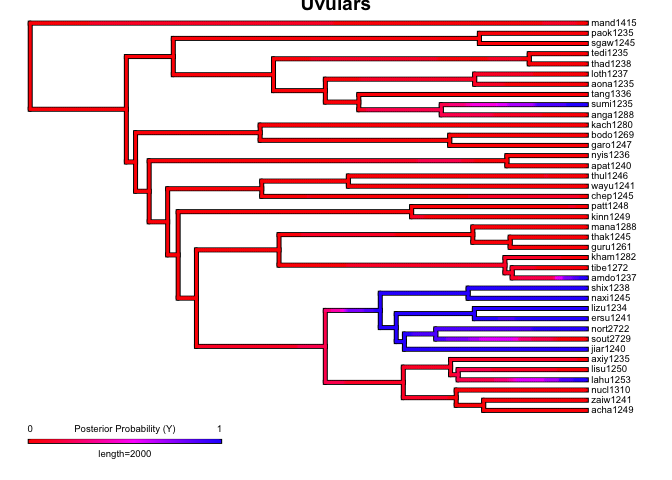 Uvulars
mand1415
paok1235
sgaw1245
tedi1235
thad1238
loth1237
aona1235
tang1336
sumi1235
anga1288
kach1280
bodo1269
garo1247
nyis1236
apat1240
thul1246
wayu1241
chep1245
patt1248
kinn1249
mana1288
thak1245
guru1261
kham1282
tibe1272
amdo1237
shix1238
naxi1245
lizu1234
ersu1241
nort2722
sout2729
jiar1240
axiy1235
lisu1250
lahu1253
nucl1310
zaiw1241
acha1249
0 Posterior Probability (Y) 1
length=2000